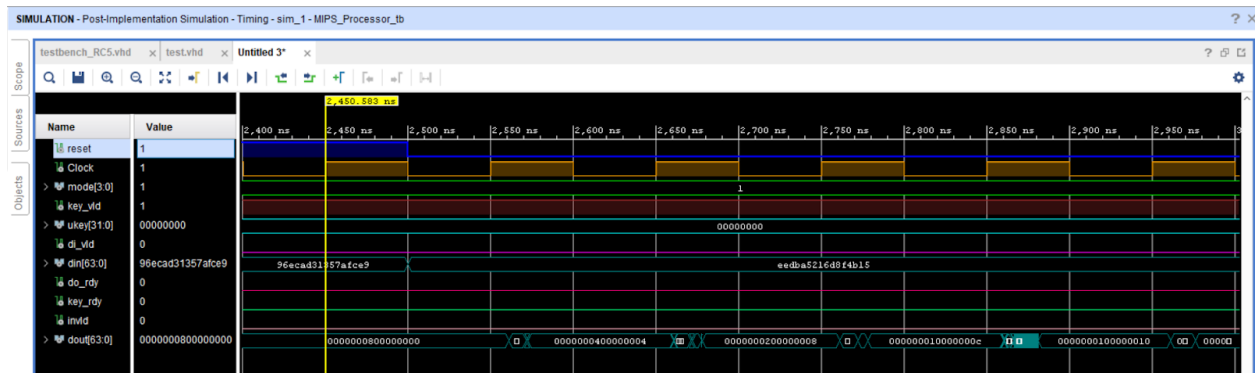 SIMULATION - Post-Implementation Simulation - Timing - sim_1 - MIPS_Processor_tb
testbench_RC5.vhd test.vhd Untitled 3*
Scope
Sources
Objects
2,450.583 ns
Name Value
2,400 ns 2,450 ns 2,500 ns 2,550 ns 2,600 ns 2,650 ns 2,700 ns 2,750 ns 2,800 ns 2,850 ns 2,900 ns 2,950 ns
reset 1
Clock 1
mode[3:0] 1 1
key_vld 1
ukey[31:0] 00000000 00000000
di_vld 0
din[63:0] 96ecad31357afce9 96ecad31357afce9 eedba5216d8f4b15
do_rdy 0
key_rdy 0
invld 0
dout[63:0] 0000000800000000 0000000800000000 0000000400000004 0000000200000008 000000010000000c 0000000100000010